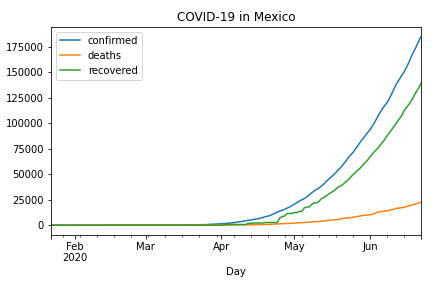 COVID-19 in Mexico
confirmed
deaths
recovered
175000
150000
125000
100000
75000
50000
25000
0
Feb Mar Apr May Jun
2020
Day